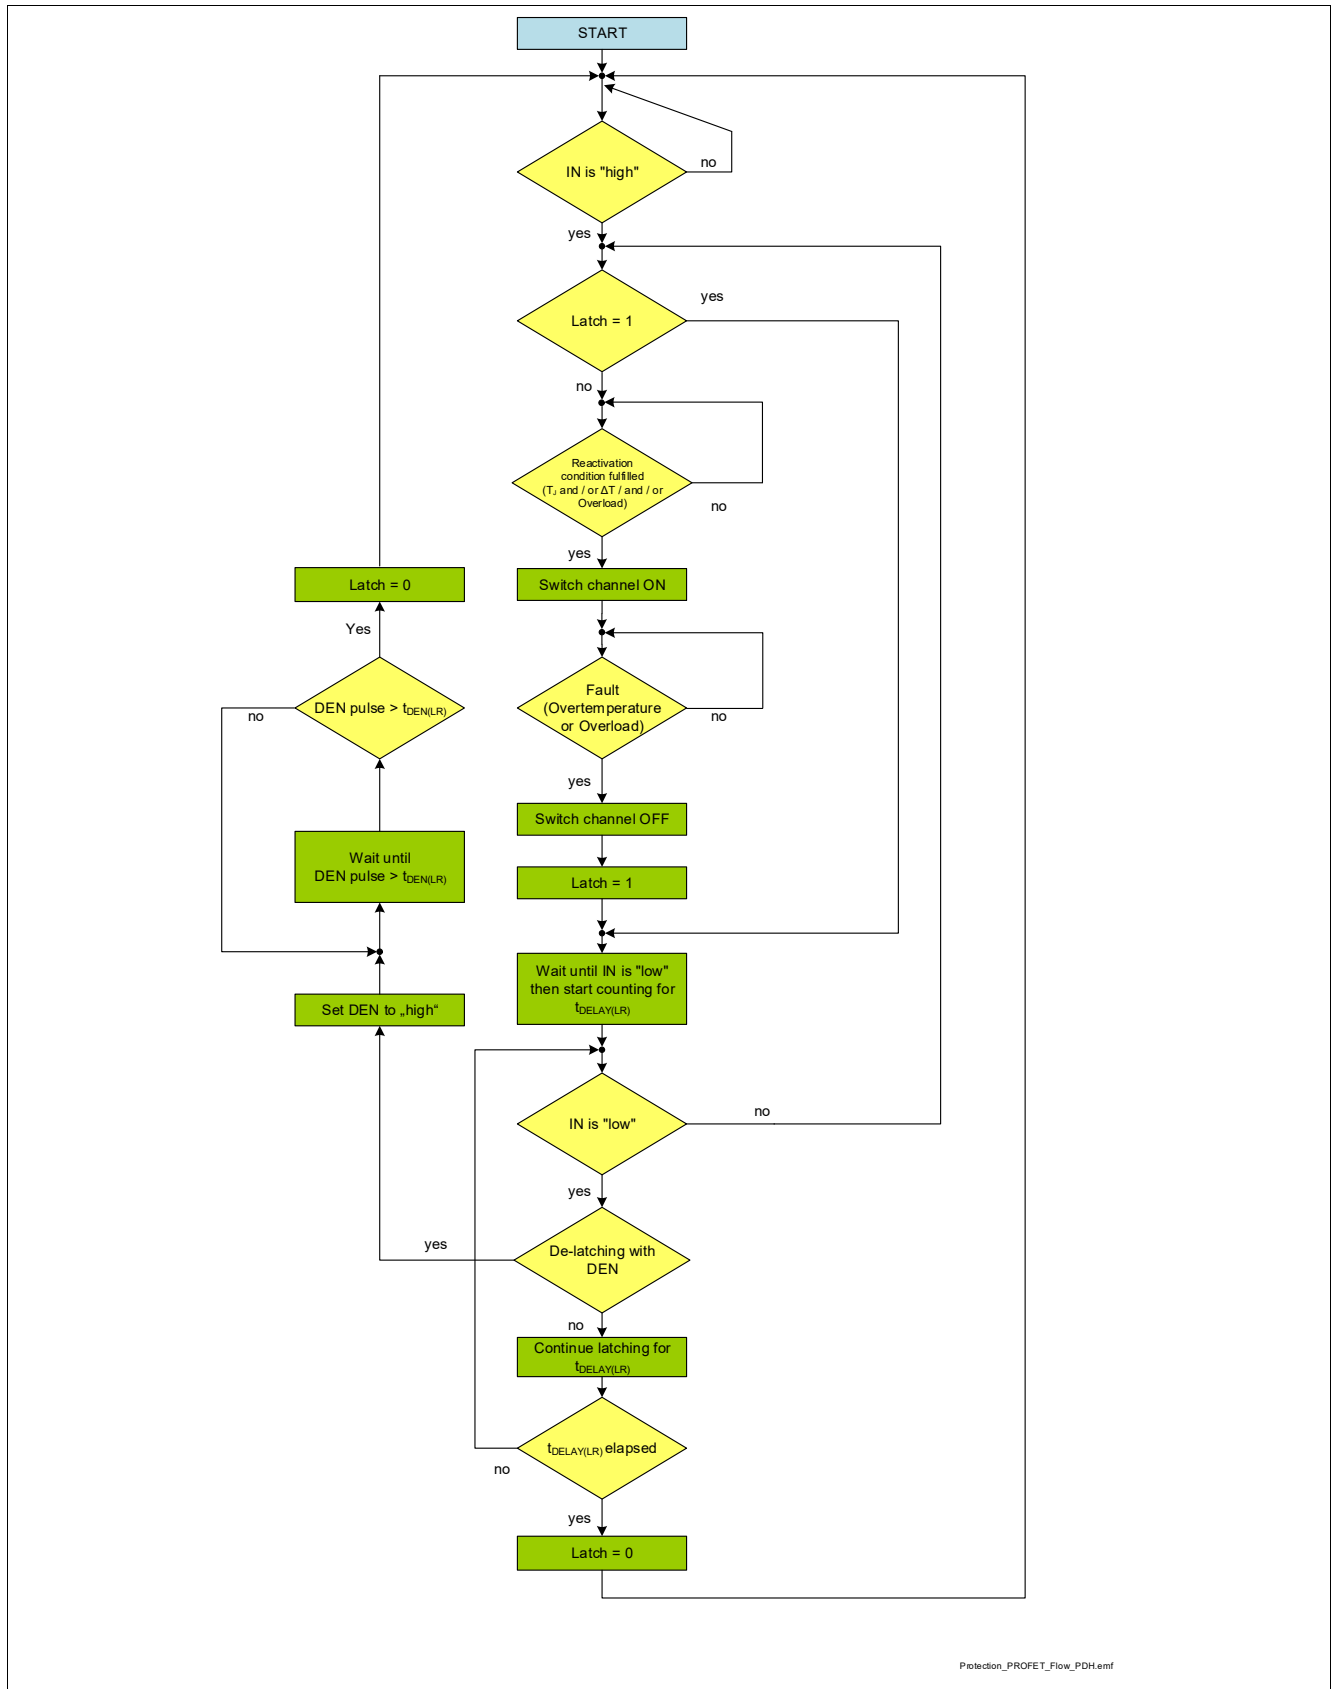 START
IN is "high"
no
yes
Latch = 1
yes
no
Reactivation
condition fulfilled
(TJ and / or ΔT / and / or
Overload)
no
yes
Switch channel ON
Fault
(Overtemperature
or Overload)
no
yes
Switch channel OFF
Latch = 1
Wait until IN is "low"
then start counting for
tDELAY(LR)
IN is "low"
no
yes
De-latching with
DEN
yes
no
Continue latching for
tDELAY(LR)
tDELAY(LR) elapsed
no
yes
Latch = 0
Set DEN to „high“
Wait until
DEN pulse > tDEN(LR)
DEN pulse > tDEN(LR)
no
Yes
Latch = 0
Protection_PROFET_Flow_PDH.emf